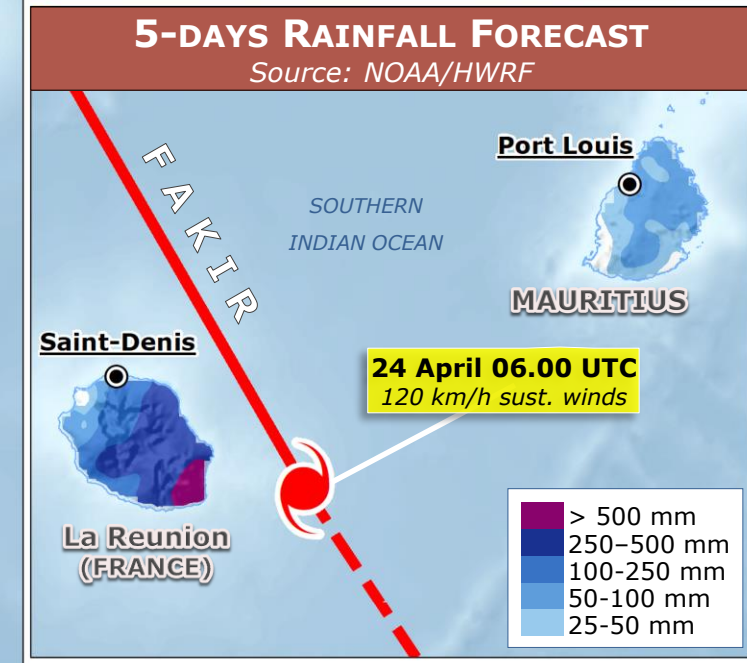 5-DAYS RAINFALL FORECAST
Source: NOAA/HWRF
FAKIR
Port Louis
SOUTHERN
INDIAN OCEAN
MAURITIUS
Saint-Denis
24 April 06.00 UTC
120 km/h sust. winds
La Reunion
(FRANCE)
> 500 mm
250–500 mm
100-250 mm
50-100 mm
25-50 mm